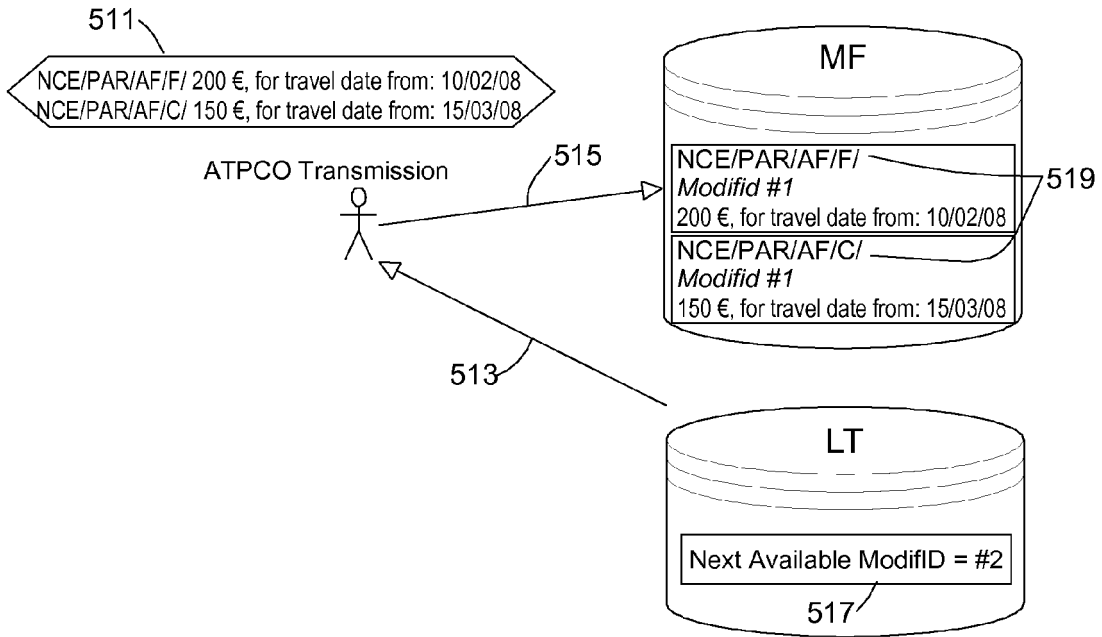 511
NCE/PAR/AF/F/ 200 €, for travel date from: 10/02/08
NCE/PAR/AF/C/ 150 €, for travel date from: 15/03/08
ATPCO Transmission
515
513
MF
NCE/PAR/AF/F/
Modifid #1
200 €, for travel date from: 10/02/08
NCE/PAR/AF/C/
Modifid #1
150 €, for travel date from: 15/03/08
519
LT
Next Available ModifID = #2
517